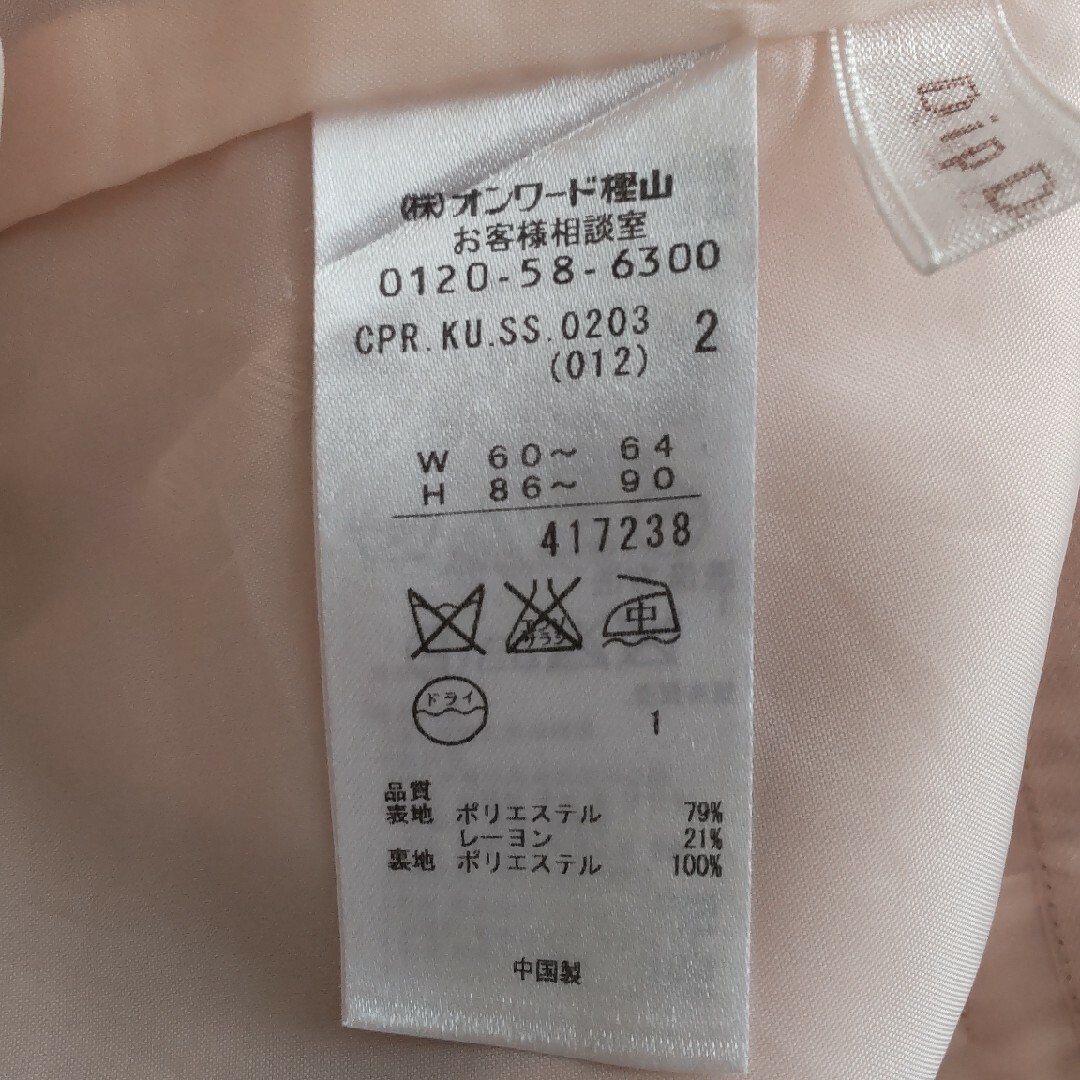 (株)オンワード樫山
お客様相談室
0120-58-6300
CPR.KU.SS.0203 2
(012)
W 60～ 64
H 86～ 90
417238
中
ドライ
1
品質
表地 ポリエステル 79%
レーヨン 21%
裏地 ポリエステル 100%
中国製
Dip D